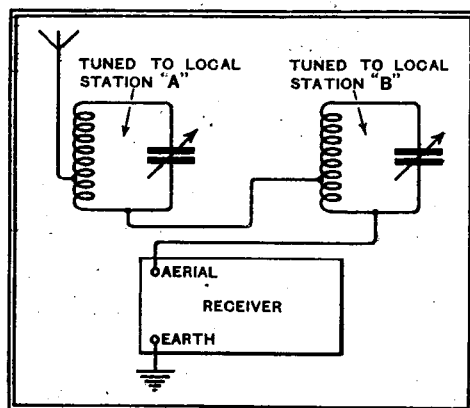 TUNED TO LOCAL
STATION "A"
TUNED TO LOCAL
STATION "B"
AERIAL
RECEIVER
EARTH